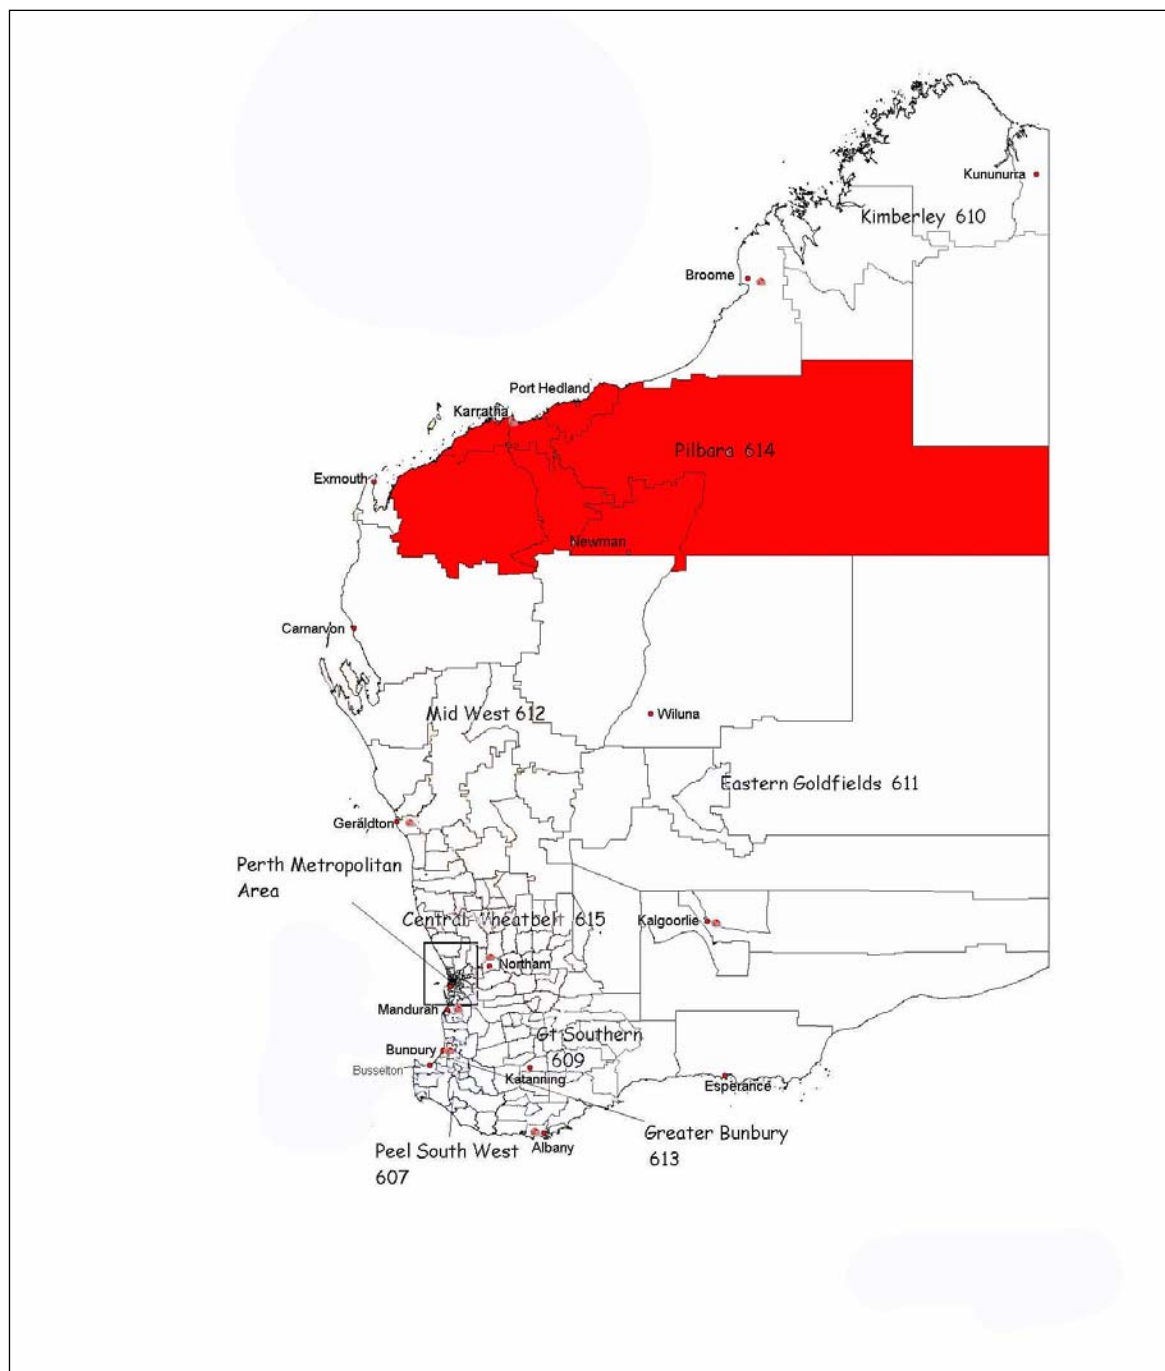 Kununurra
Kimberley 610
Broome
Port Hedland
Karratha
Pilbara 614
Exmouth
Newman
Carnarvon
Mid West 612
Wiluna
Eastern Goldfields 611
Geraldton
Perth Metropolitan
Area
Central Wheatbelt 615
Kalgoorlie
Northam
Mandurah
Gt Southern
609
Bunbury
Busselton
Katanning
Esperance
Greater Bunbury
613
Peel South West
607
Albany